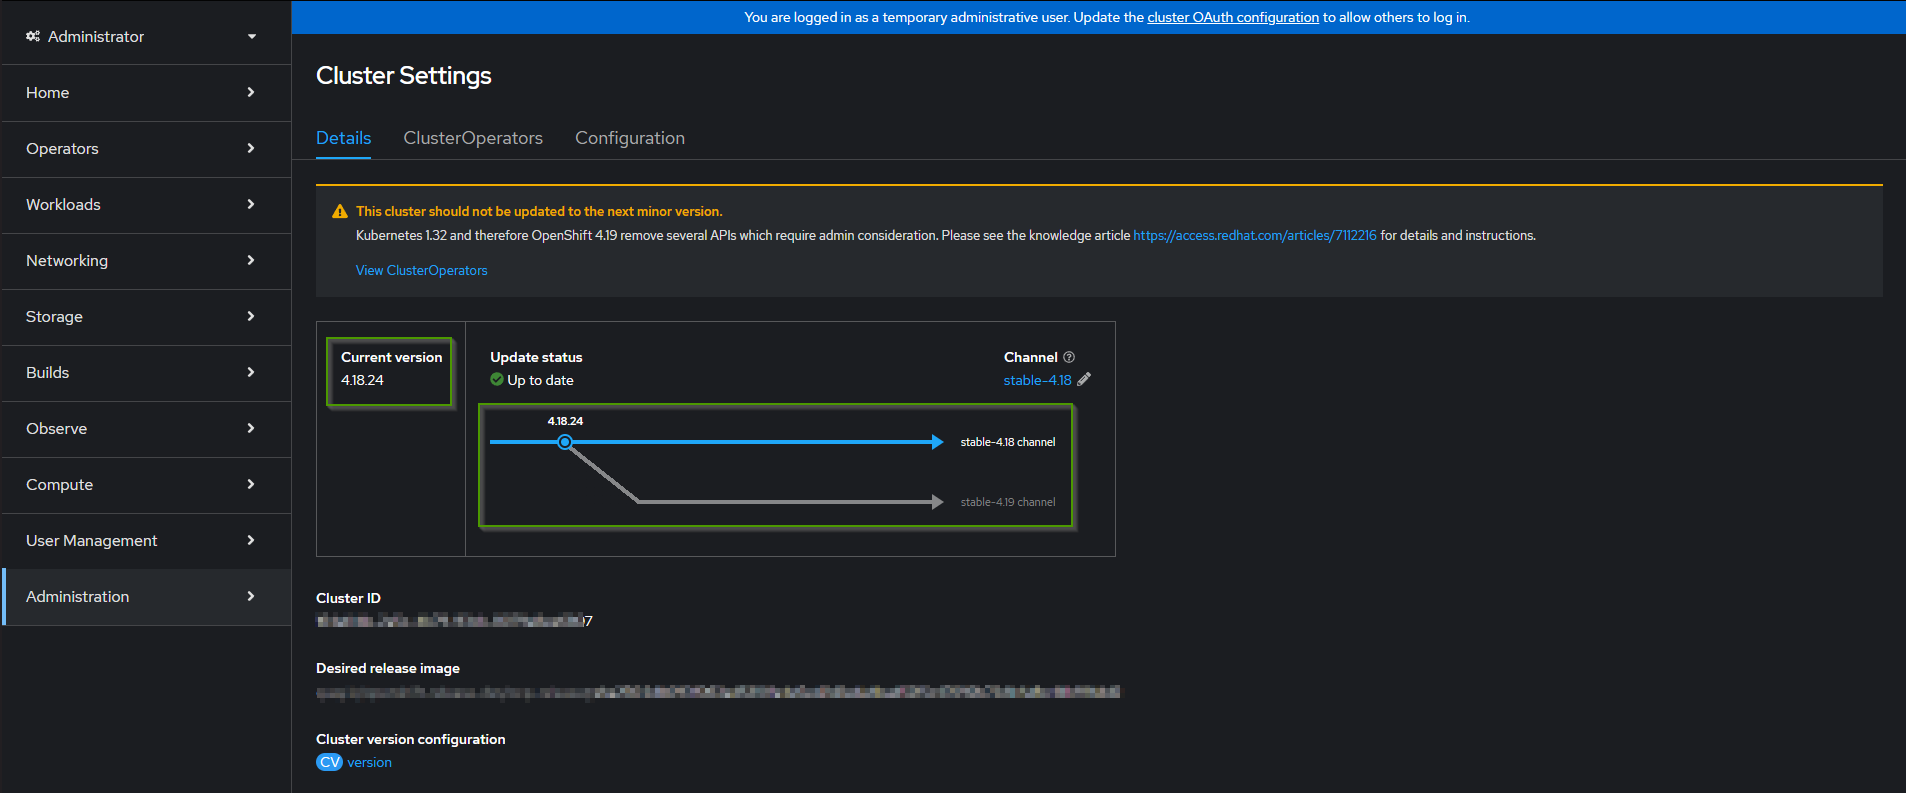 You are logged in as a temporary administrative user. Update the cluster OAuth configuration to allow others to log in.
Administrator
Home
Operators
Workloads
Networking
Storage
Builds
Observe
Compute
User Management
Administration
Cluster Settings
Details ClusterOperators Configuration
This cluster should not be updated to the next minor version.
Kubernetes 1.32 and therefore OpenShift 4.19 remove several APIs which require admin consideration. Please see the knowledge article https://access.redhat.com/articles/7112216 for details and instructions.
View ClusterOperators
Current version
4.18.24
Update status
Up to date
Channel
stable-4.18
4.18.24
stable-4.18 channel
stable-4.19 channel
Cluster ID
Desired release image
Cluster version configuration
CV version